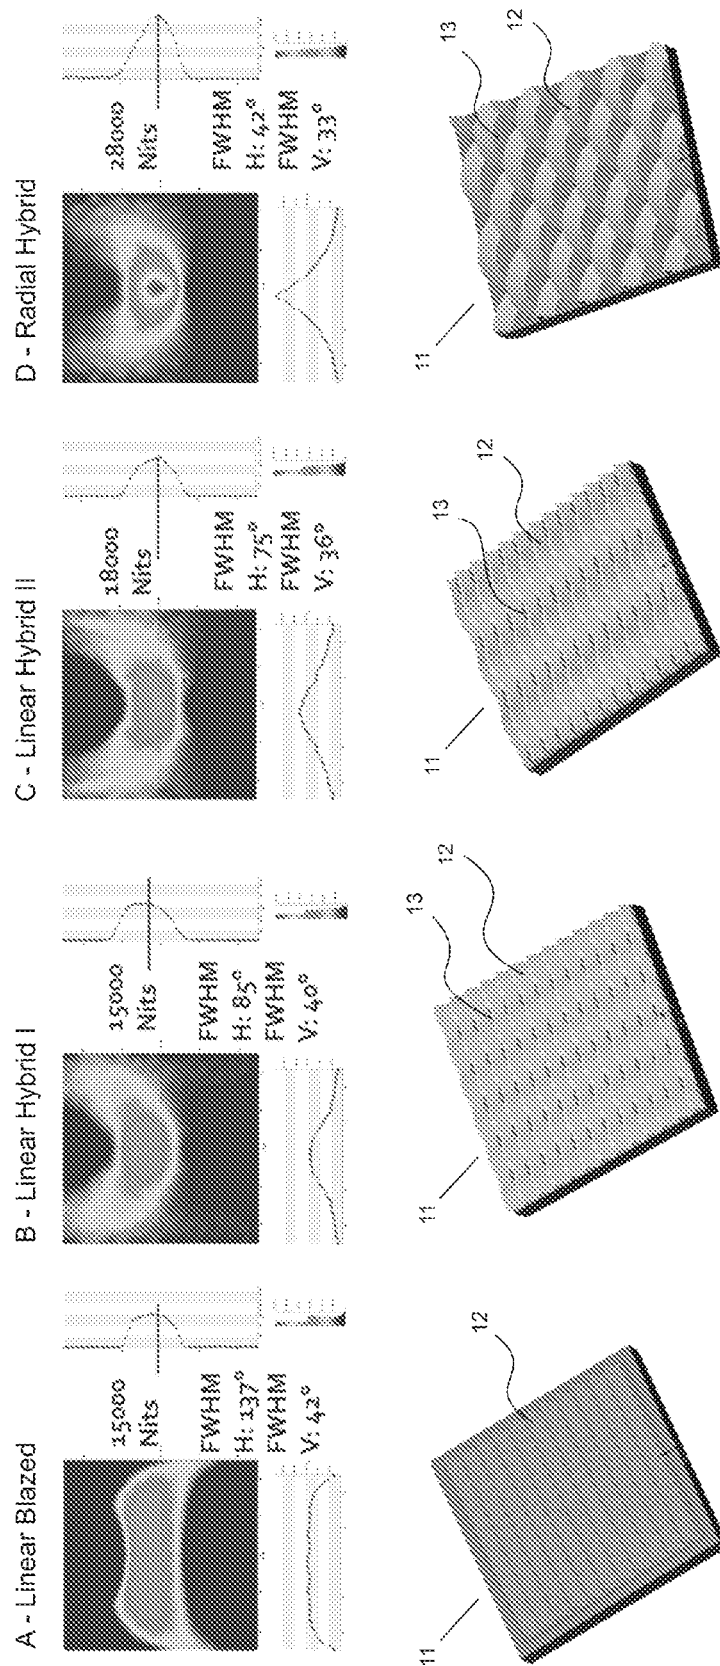 A - Linear Blazed
15000
Nits
FWHM
H: 137°
FWHM
V: 42°
11
12
B - Linear Hybrid I
15000
Nits
FWHM
H: 85°
FWHM
V: 40°
11
13
12
C - Linear Hybrid II
18000
Nits
FWHM
H: 75°
FWHM
V: 36°
11
13
12
D - Radial Hybrid
28000
Nits
FWHM
H: 42°
FWHM
V: 33°
11
13
12